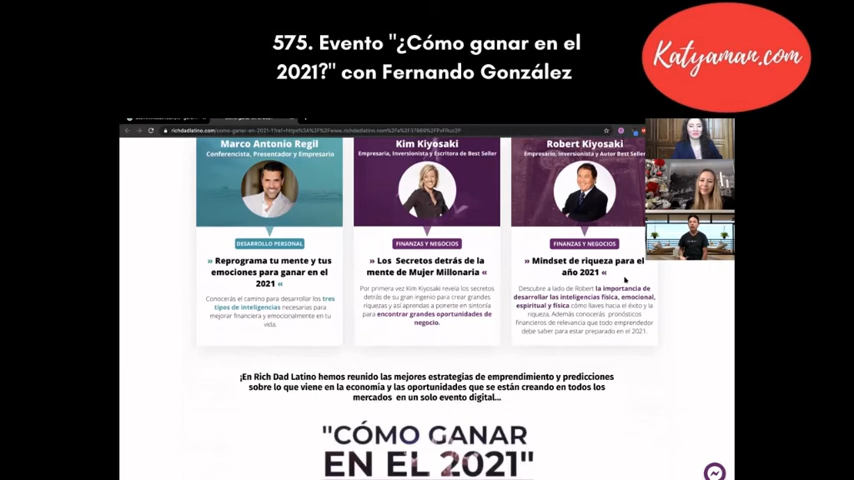 575. Evento "¿Cómo ganar en el
2021?" con Fernando González
Katyaman.com
Marco Antonio Regil
Conferencista, Presentador y Empresario
DESARROLLO PERSONAL
» Reprograma tu mente y tus
emociones para ganar en el
2021 «
Conocerás el camino para desarrollar los tres
tipos de inteligencias necesarias para
mejorar financiera y emocionalmente en tu
vida.
Kim Kiyosaki
Empresaria, Inversionista y Escritora de Best Seller
FINANZAS Y NEGOCIOS
» Los Secretos detrás de la
mente de Mujer Millonaria «
Por primera vez Kim Kiyosaki revela los secretos
detrás de su gran ingenio para crear grandes
riquezas y así aprendas a ponerte en sintonía
para encontrar grandes oportunidades de
negocio.
Robert Kiyosaki
Empresario, Inversionista y Autor Best Seller
FINANZAS Y NEGOCIOS
» Mindset de riqueza para el
año 2021 «
Descubre a lado de Robert la importancia de
desarrollar las inteligencias física, emocional,
espiritual y física cómo llaves hacia el éxito y la
riqueza. Además conocerás pronósticos
financieros de relevancia que todo emprendedor
debe saber para estar preparado en el 2021.
¡En Rich Dad Latino hemos reunido las mejores estrategias de emprendimiento y predicciones
sobre lo que viene en la economía y las oportunidades que se están creando en todos los
mercados en un solo evento digital...
"CÓMO GANAR
EN EL 2021"